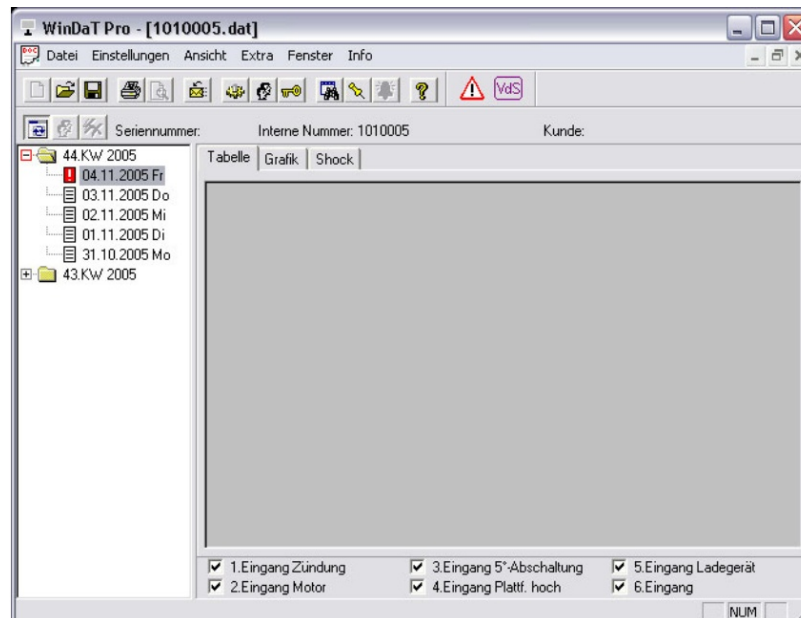 WinDaT Pro - [1010005.dat]
Datei Einstellungen Ansicht Extra Fenster Info
VdS
Seriennummer: Interne Nummer: 1010005 Kunde:
44.KW 2005
04.11.2005 Fr
03.11.2005 Do
02.11.2005 Mi
01.11.2005 Di
31.10.2005 Mo
43.KW 2005
Tabelle Grafik Shock
1.Eingang Zündung 3.Eingang 5°-Abschaltung 5.Eingang Ladegerät
2.Eingang Motor 4.Eingang Plattf. hoch 6.Eingang
NUM